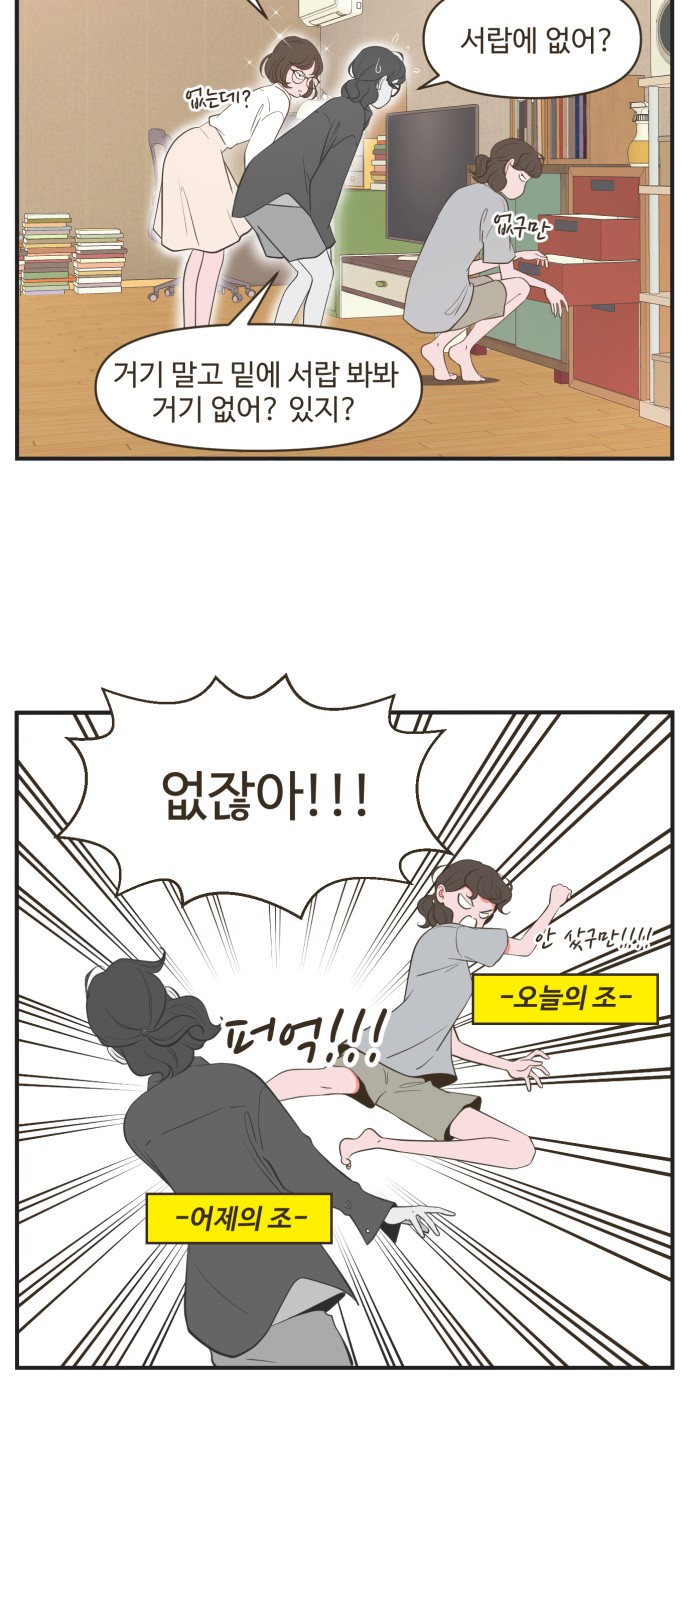 서랍에 없어?
없는데?
없구만
거기 말고 밑에 서랍 봐봐
거기 없어? 있지?
없잖아!!!
안 샀구만!!!!!
-오늘의 조-
퍼억!!!
-어제의 조-